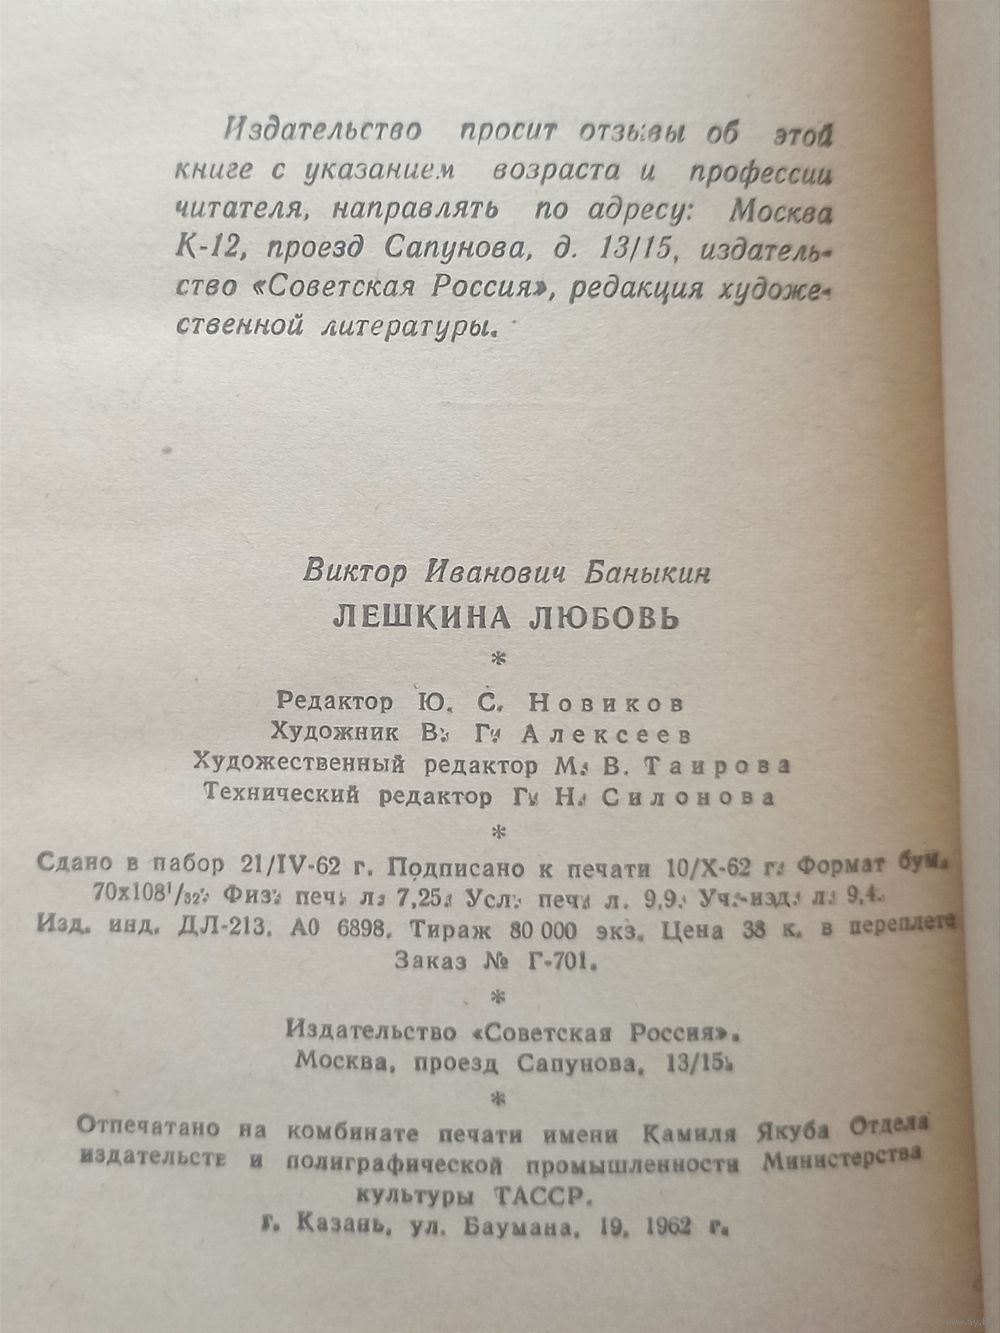 Издательство просит отзывы об этой
книге с указанием возраста и профессии
читателя, направлять по адресу: Москва
К-12, проезд Сапунова, д. 13/15, издатель-
ство «Советская Россия», редакция художе-
ственной литературы.
Виктор Иванович Баныкин
ЛЕШКИНА ЛЮБОВЬ
*
Редактор Ю. С. Новиков
Художник В. Г. Алексеев
Художественный редактор М. В. Таирова
Технический редактор Г. Н. Силонова
*
Сдано в набор 21/IV-62 г. Подписано к печати 10/X-62 г. Формат бум.
70х108¹/₃₂. Физ. печ. л. 7,25. Усл. печ. л. 9,9. Уч.-изд. л. 9,4.
Изд. инд. ДЛ-213. А0 6898. Тираж 80 000 экз. Цена 38 к. в переплете
Заказ № Г-701.
*
Издательство «Советская Россия».
Москва, проезд Сапунова, 13/15.
*
Отпечатано на комбинате печати имени Камиля Якуба Отдела
издательств и полиграфической промышленности Министерства
культуры ТАССР.
г. Казань, ул. Баумана, 19, 1962 г.